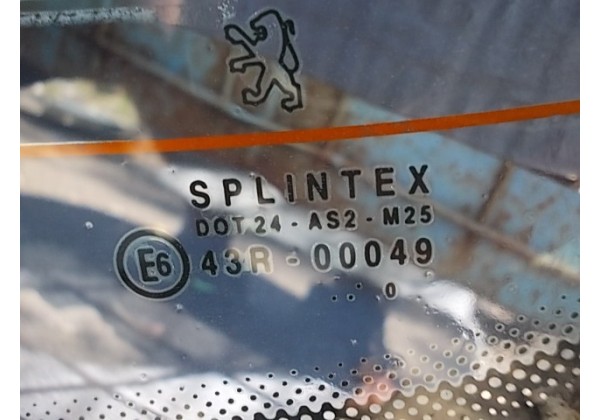 SPLINTEX
DOT 24 - AS2 - M25
E6 43R - 00049
.. . 0